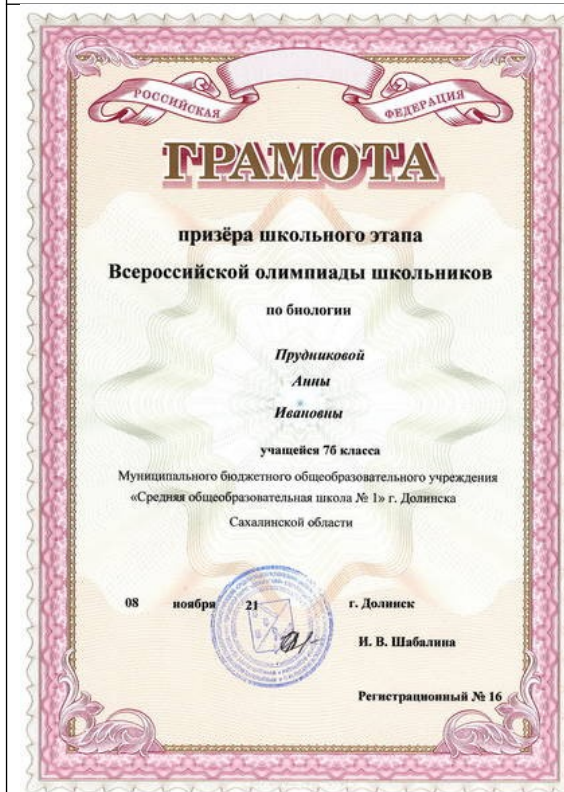 РОССИЙСКАЯ ФЕДЕРАЦИЯ
ГРАМОТА
призёра школьного этапа
Всероссийской олимпиады школьников
по биологии
Прудниковой
Анны
Ивановны
учащейся 7б класса
Муниципального бюджетного общеобразовательного учреждения
«Средняя общеобразовательная школа № 1» г. Долинска
Сахалинской области
08 ноября 21 г. Долинск
И. В. Шабалина
Регистрационный № 16